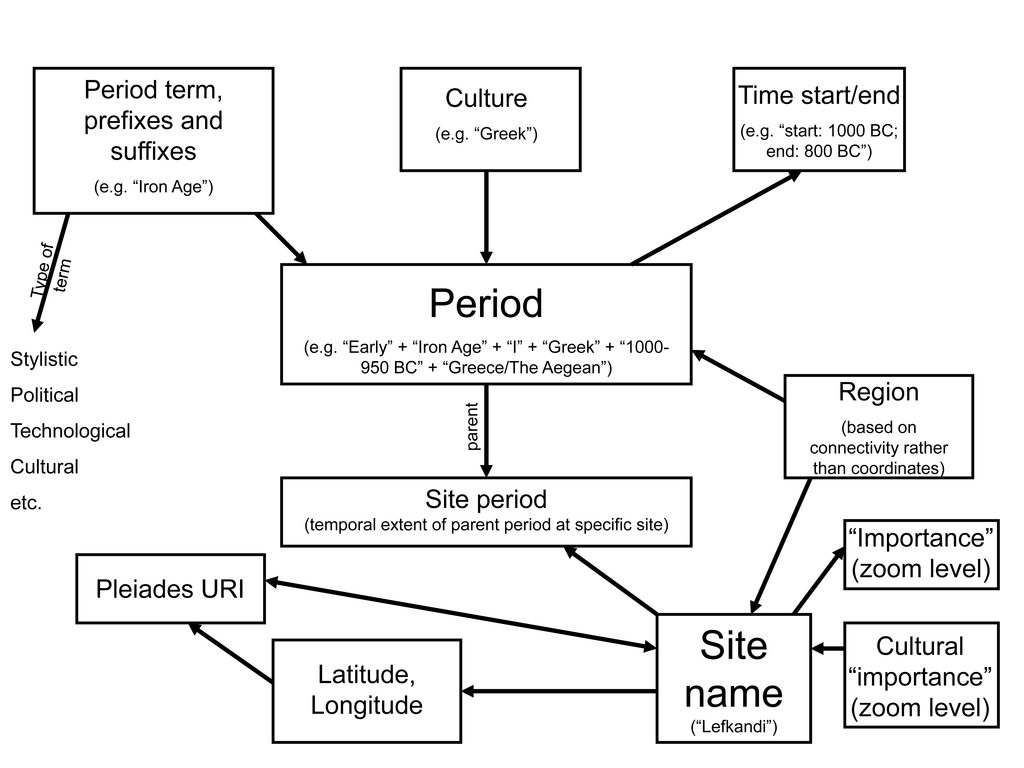 Period term,
prefixes and
suffixes
(e.g. “Iron Age”)
Culture
(e.g. “Greek”)
Time start/end
(e.g. “start: 1000 BC;
end: 800 BC”)
Type of
term
Stylistic
Political
Technological
Cultural
etc.
Period
(e.g. “Early” + “Iron Age” + “I” + “Greek” + “1000-
950 BC” + “Greece/The Aegean”)
parent
Region
(based on
connectivity rather
than coordinates)
Site period
(temporal extent of parent period at specific site)
“Importance”
(zoom level)
Pleiades URI
Latitude,
Longitude
Site
name
(“Lefkandi”)
Cultural
“importance”
(zoom level)